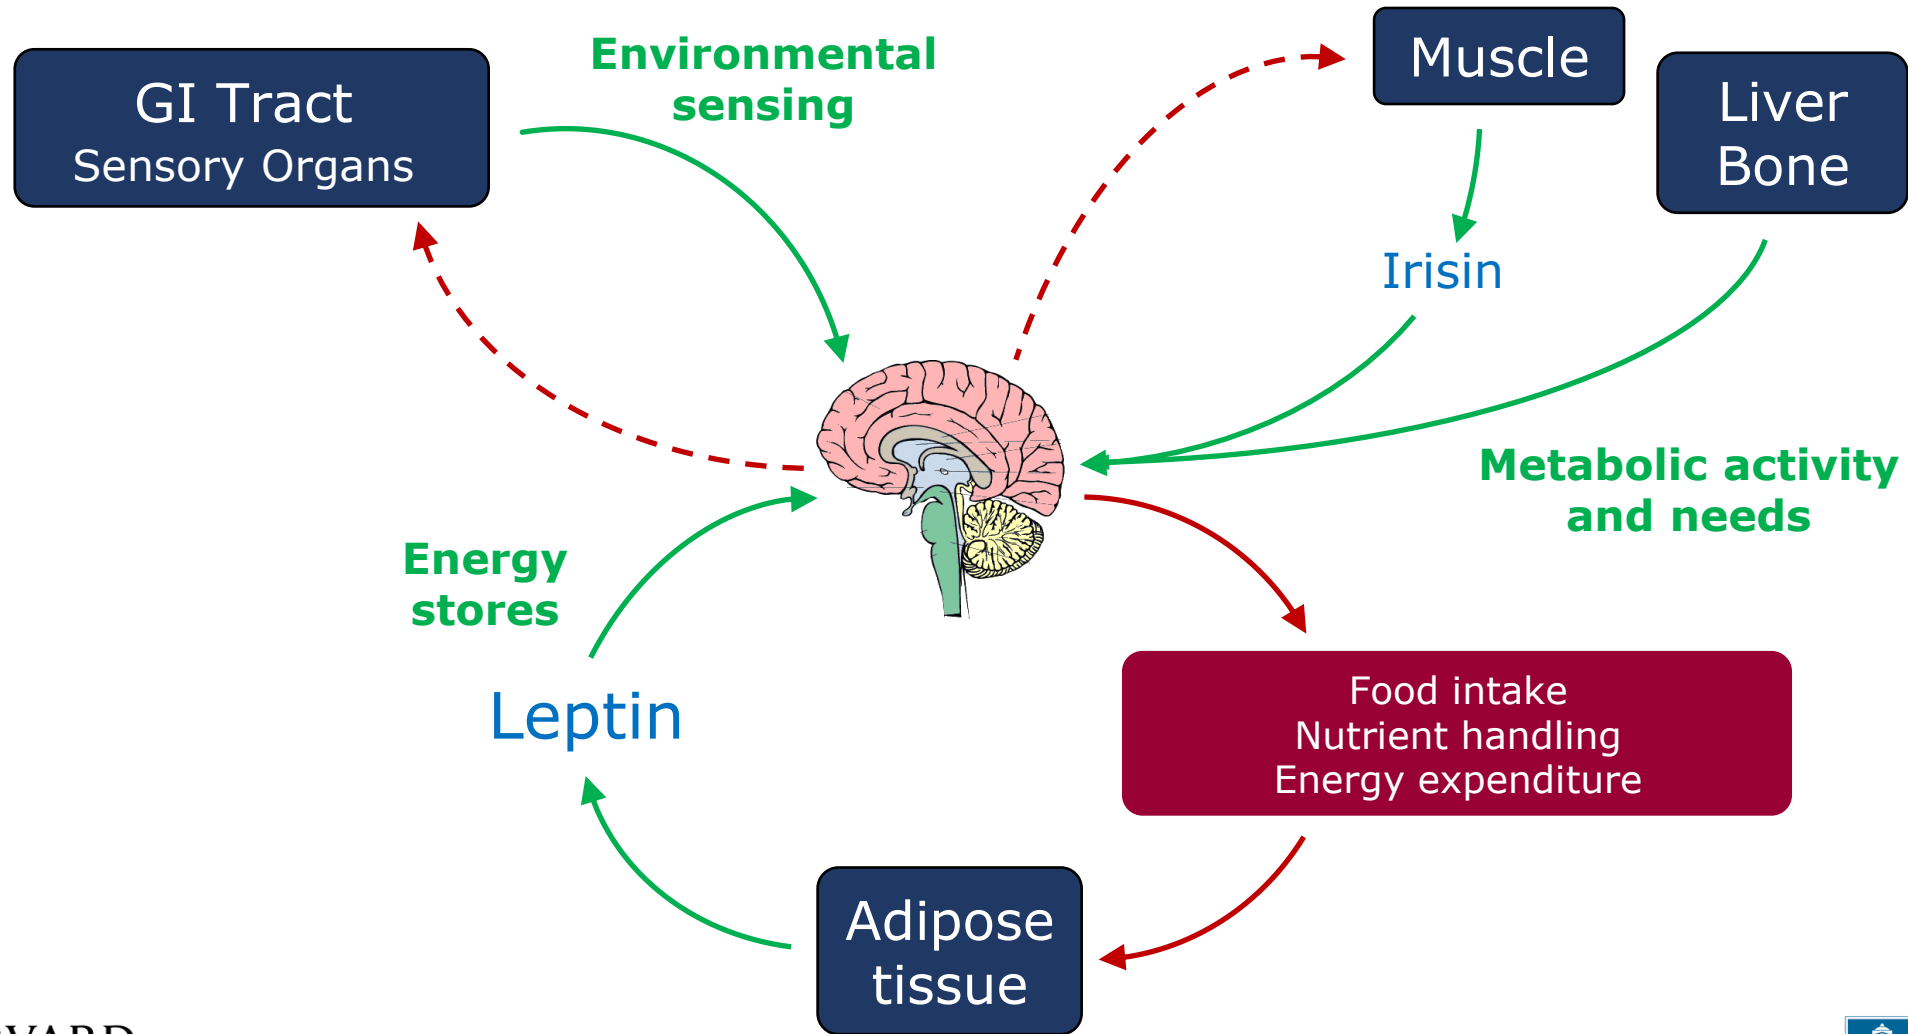 Environmental
sensing
GI Tract
Sensory Organs
Muscle
Liver
Bone
Irisin
Metabolic activity
and needs
Energy
stores
Leptin
Food intake
Nutrient handling
Energy expenditure
Adipose
tissue